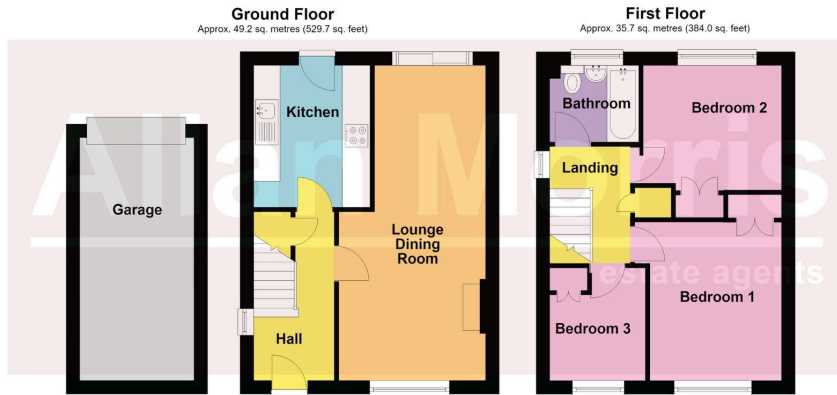 Ground Floor
Approx. 49.2 sq. metres (529.7 sq. feet)
First Floor
Approx. 35.7 sq. metres (384.0 sq. feet)
Kitchen
Bathroom
Bedroom 2
Landing
Garage
Allan Morris
Lounge
Dining
Room
estate agents
Bedroom 1
Hall
Bedroom 3